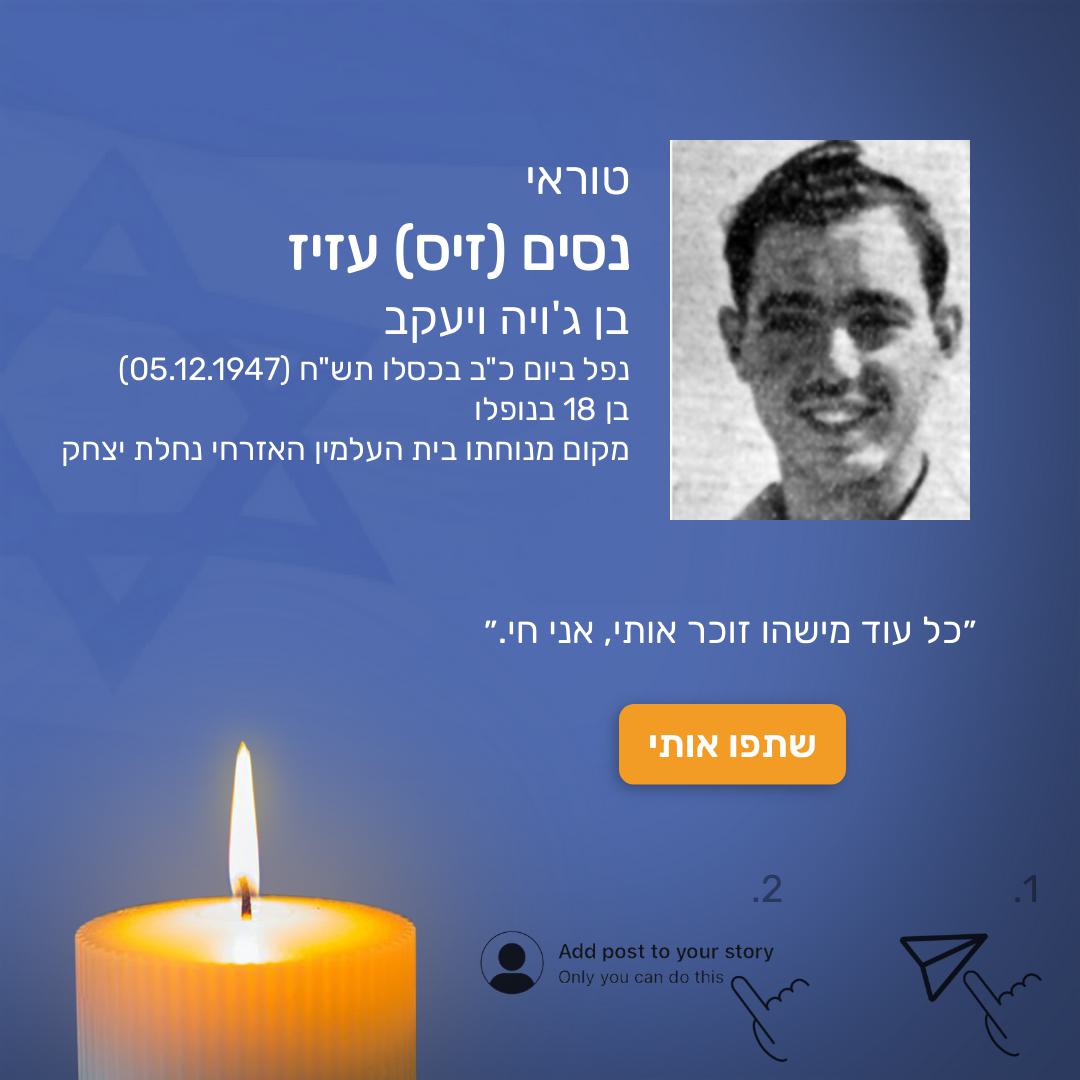 טוראי
נסים (זיס) עזיז
בן ג'ויה ויעקב
נפל ביום כ"ב בכסלו תש"ח (05.12.1947)
בן 18 בנופלו
מקום מנוחתו בית העלמין האזרחי נחלת יצחק
״כל עוד מישהו זוכר אותי, אני חי.״
שתפו אותי
.1
.2
Add post to your story
Only you can do this